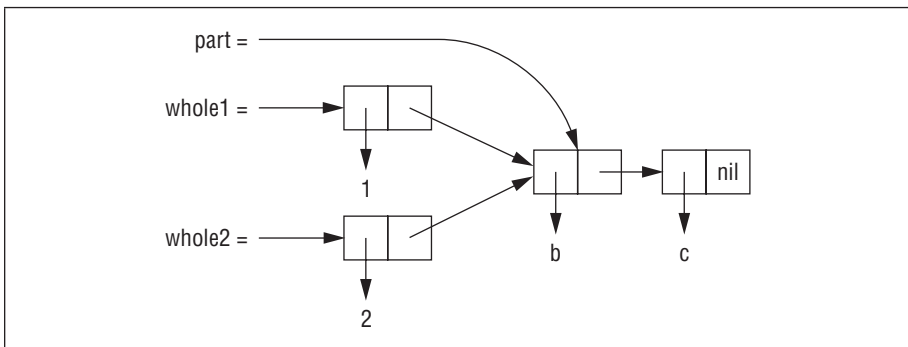 part =
whole1 =
1
nil
b
c
whole2 =
2